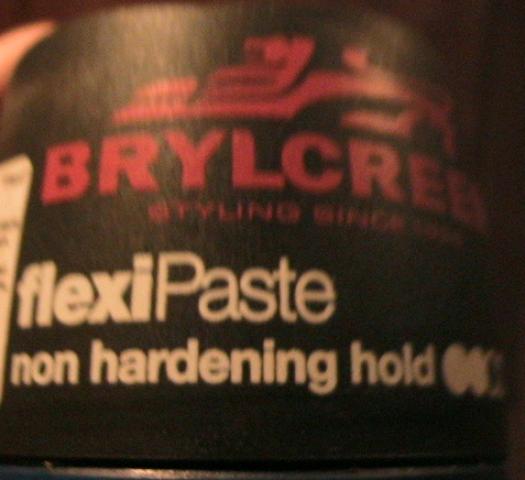 BRYLCREE
STYLING SINCE
flexiPaste
non hardening hold